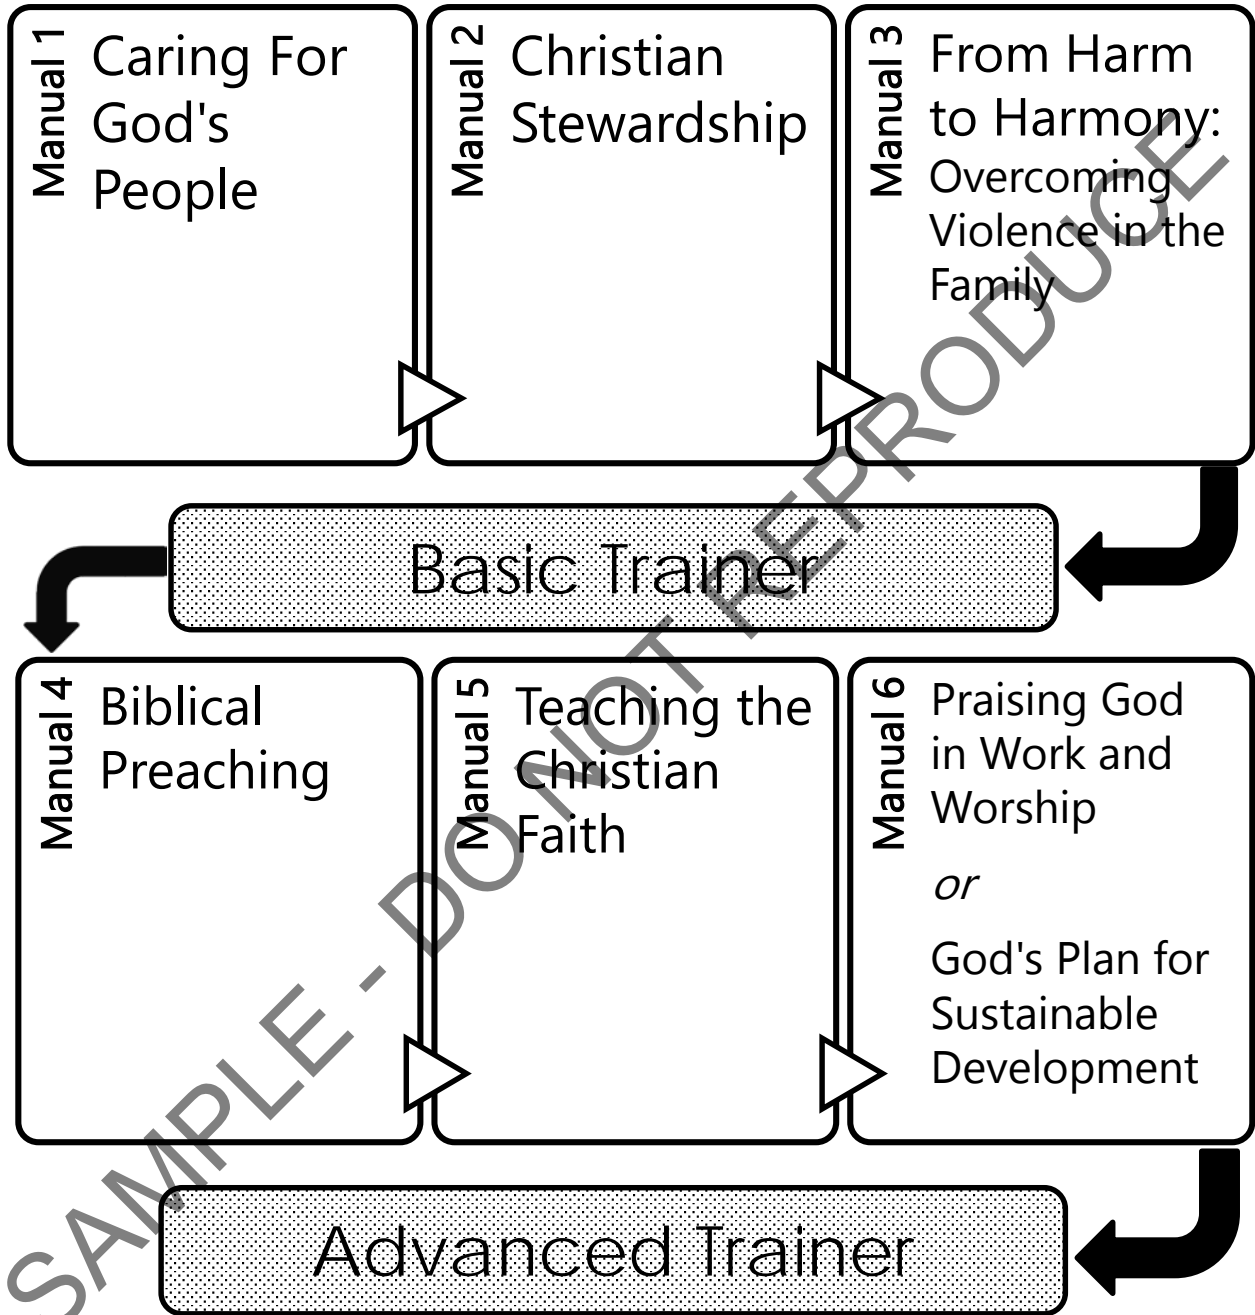 Manual 1
Caring For
God's
People
Manual 2
Christian
Stewardship
Manual 3
From Harm
to Harmony:
Overcoming
Violence in the
Family
Basic Trainer
Manual 4
Biblical
Preaching
Manual 5
Teaching the
Christian
Faith
Manual 6
Praising God
in Work and
Worship
or
God's Plan for
Sustainable
Development
Advanced Trainer
SAMPLE - DO NOT REPRODUCE